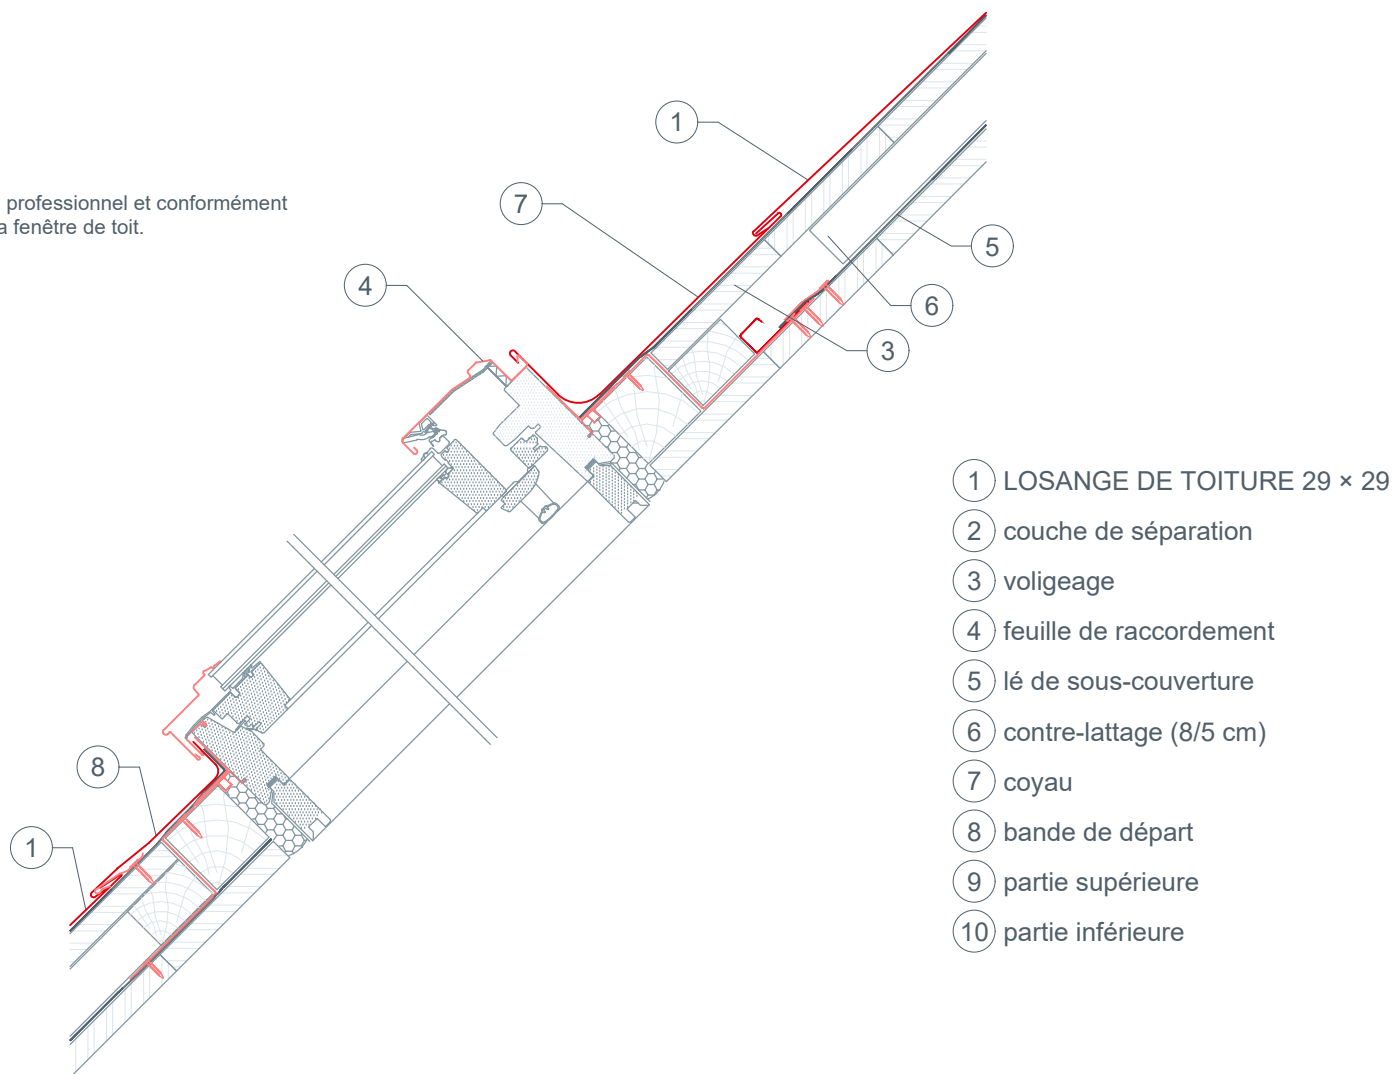 1
7
professionnel et conformément
a fenêtre de toit.
5
4
6
3
1 LOSANGE DE TOITURE 29 × 29
2 couche de séparation
3 voligeage
4 feuille de raccordement
5 lé de sous-couverture
6 contre-lattage (8/5 cm)
7 coyau
8 bande de départ
9 partie supérieure
10 partie inférieure
8
1